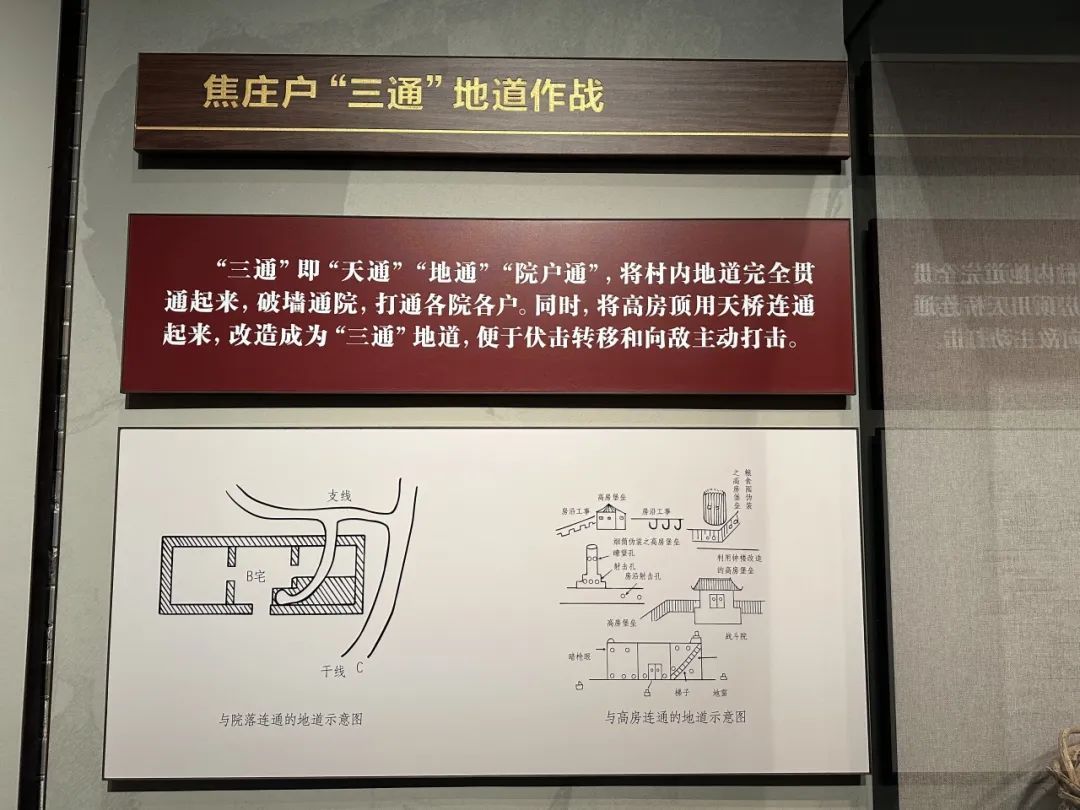 焦庄户“三通”地道作战
“三通”即“天通”“地通”“院户通”，将村内地道完全贯
通起来，破墙通院，打通各院各户。同时，将高房顶用天桥连通
起来，改造成为“三通”地道，便于伏击转移和向敌主动打击。
支线
B宅
干线 C
与院落连通的地道示意图
高房堡垒
房沿工事
房沿工事
粮食囤伪装
之高房堡垒
烟筒伪装之高房堡垒
瞭望孔
射击孔
房沿射击孔
利用钟楼改造
的高房堡垒
高房堡垒
战斗院
暗枪眼
梯子
地窖
与高房连通的地道示意图